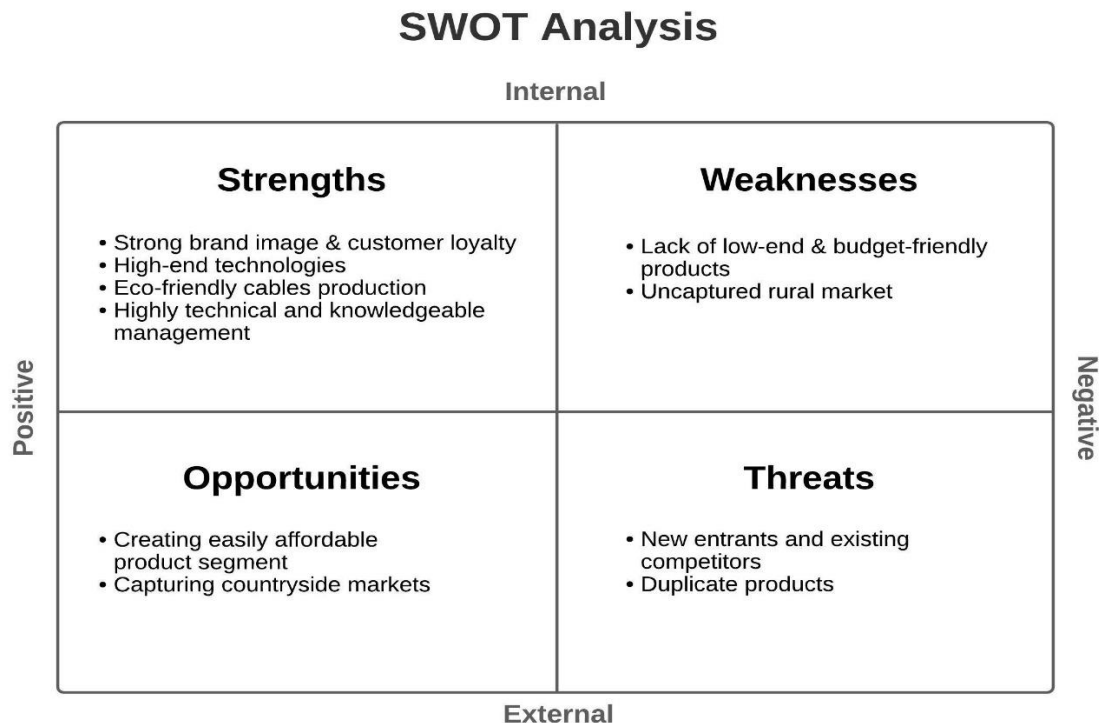 SWOT Analysis
Internal
Strengths
• Strong brand image & customer loyalty
• High-end technologies
• Eco-friendly cables production
• Highly technical and knowledgeable
management
Weaknesses
• Lack of low-end & budget-friendly
products
• Uncaptured rural market
Positive
Negative
Opportunities
• Creating easily affordable
product segment
• Capturing countryside markets
Threats
• New entrants and existing
competitors
• Duplicate products
External